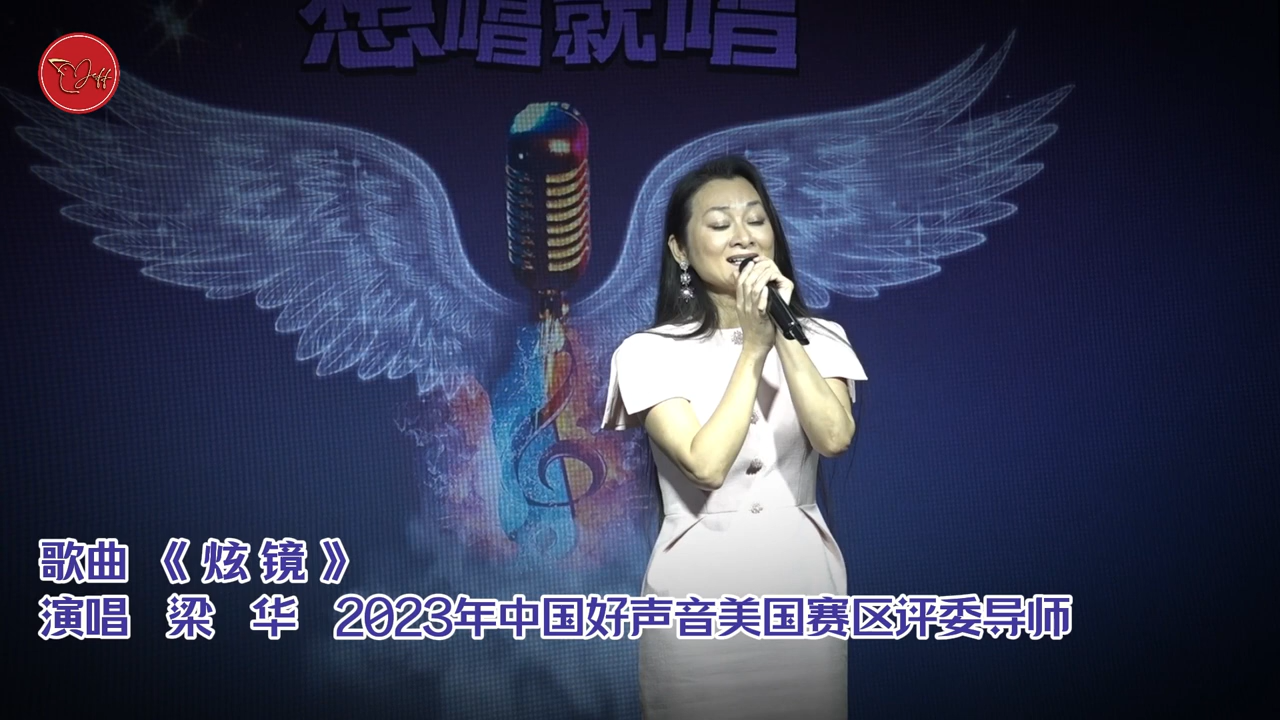 想唱就唱
Jeff
歌曲 《 炫 镜 》
演唱 梁 华 2023年中国好声音美国赛区评委导师